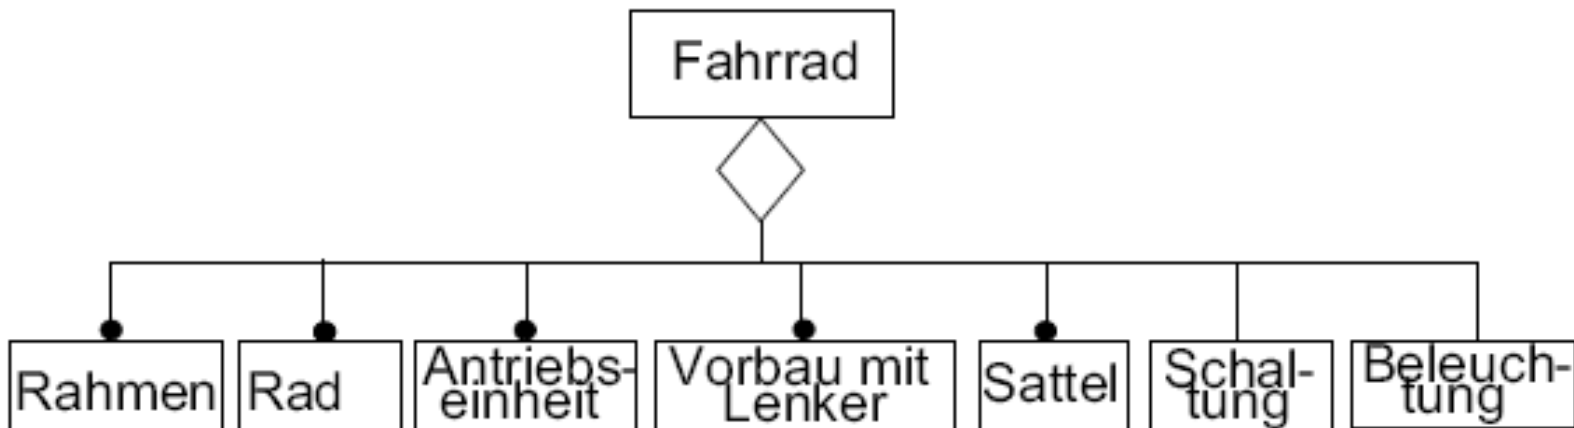 Fahrrad
Rahmen
Rad
Antriebs-
einheit
Vorbau mit
Lenker
Sattel
Schal-
tung
Beleuch-
tung